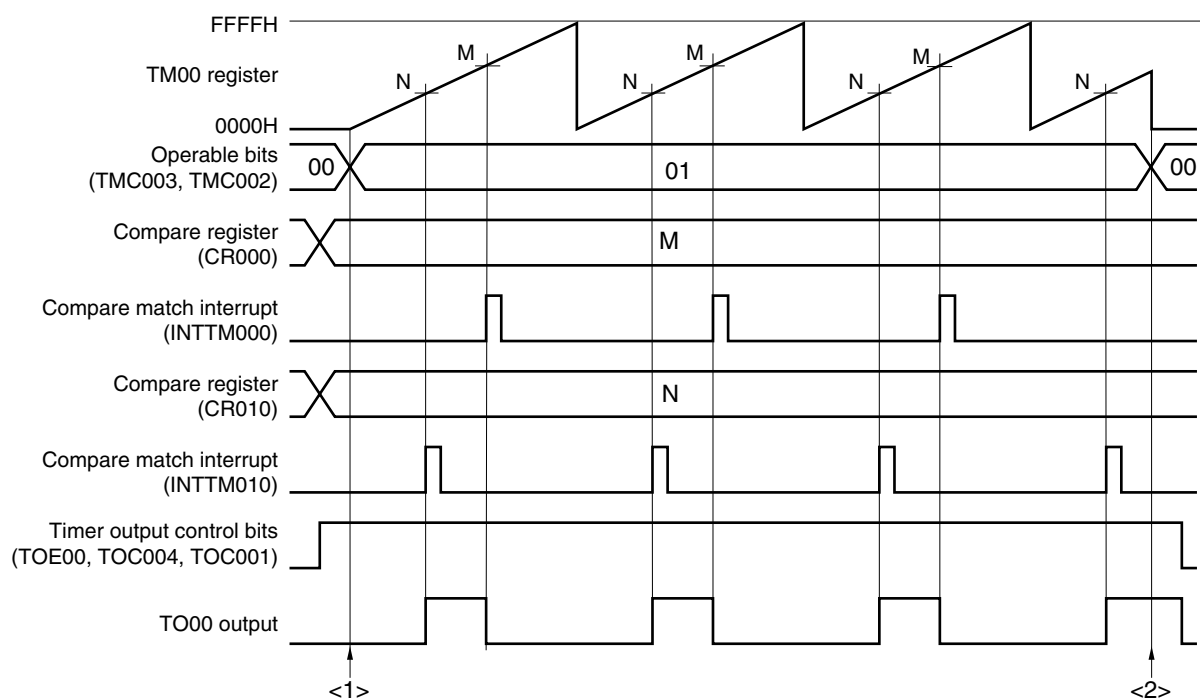 FFFFH
TM00 register
N M N M N M N
0000H
Operable bits
(TMC003, TMC002)
00 01 00
Compare register
(CR000)
M
Compare match interrupt
(INTTM000)
Compare register
(CR010)
N
Compare match interrupt
(INTTM010)
Timer output control bits
(TOE00, TOC004, TOC001)
TO00 output
<1> <2>